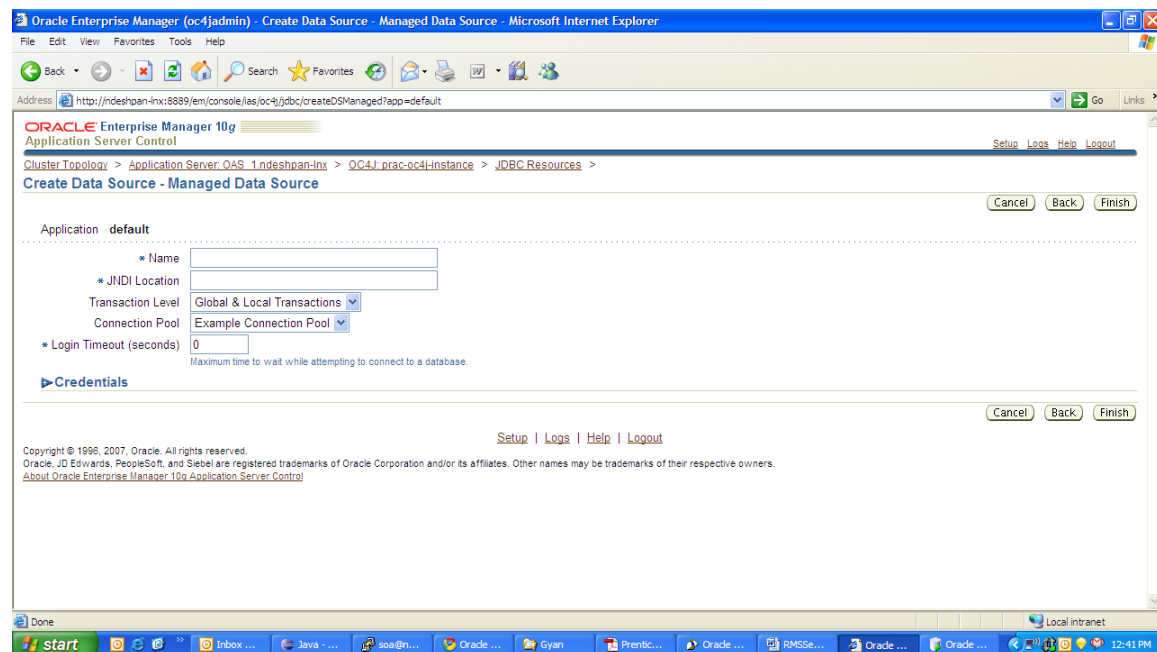 Oracle Enterprise Manager (oc4jadmin) - Create Data Source - Managed Data Source - Microsoft Internet Explorer
File Edit View Favorites Tools Help
Back Search Favorites
Address http://ndeshpan-lnx:8889/em/console/ias/oc4j/jdbc/createDSManaged?app=default Go Links
ORACLE Enterprise Manager 10g
Application Server Control
Setup Logs Help Logout
Cluster Topology > Application Server: OAS_1.ndeshpan-lnx > OC4J: prac-oc4j-instance > JDBC Resources >
Create Data Source - Managed Data Source
Cancel Back Finish
Application default
* Name
* JNDI Location
Transaction Level Global & Local Transactions
Connection Pool Example Connection Pool
* Login Timeout (seconds) 0
Maximum time to wait while attempting to connect to a database.
Credentials
Cancel Back Finish
Setup | Logs | Help | Logout
Copyright © 1996, 2007, Oracle. All rights reserved.
Oracle, JD Edwards, PeopleSoft, and Siebel are registered trademarks of Oracle Corporation and/or its affiliates. Other names may be trademarks of their respective owners.
About Oracle Enterprise Manager 10g Application Server Control
Done Local intranet
start Inbox ... Java - ... soa@n... Oracle ... Gyan Prentic... Oracle ... RMSSe... Oracle ... Oracle ... 12:41 PM